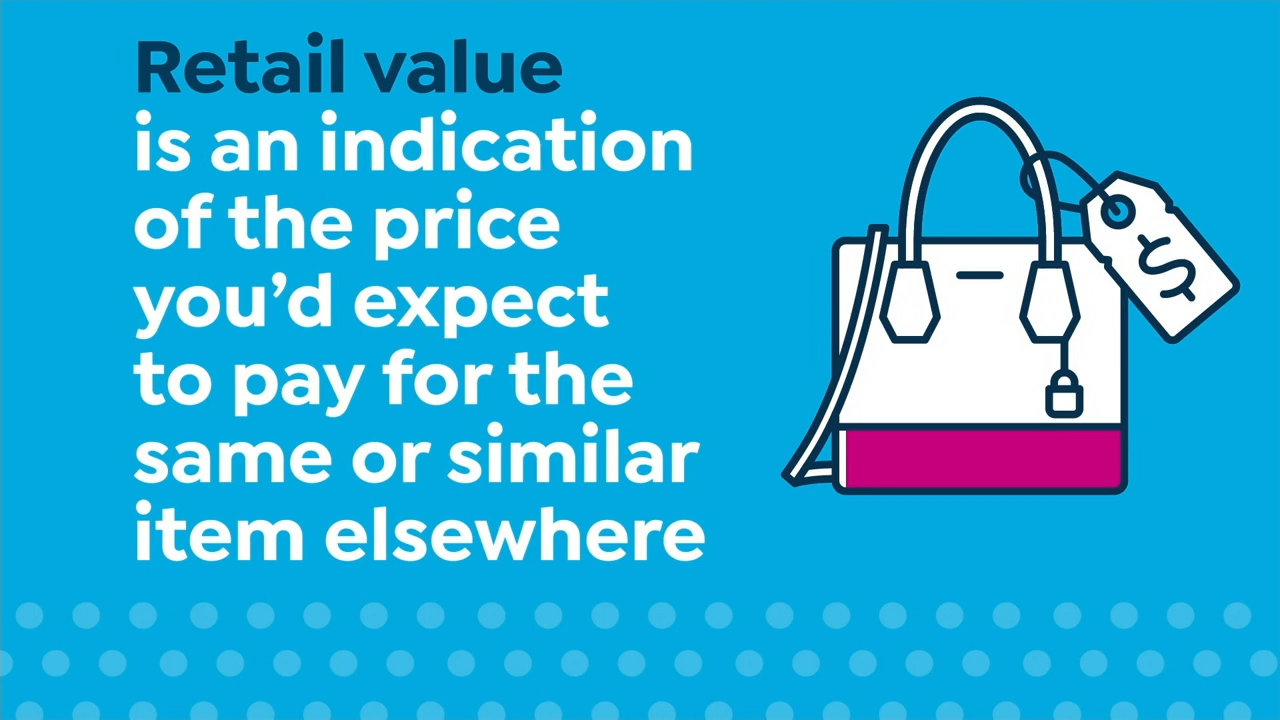 Retail value
is an indication
of the price
you’d expect
to pay for the
same or similar
item elsewhere
$